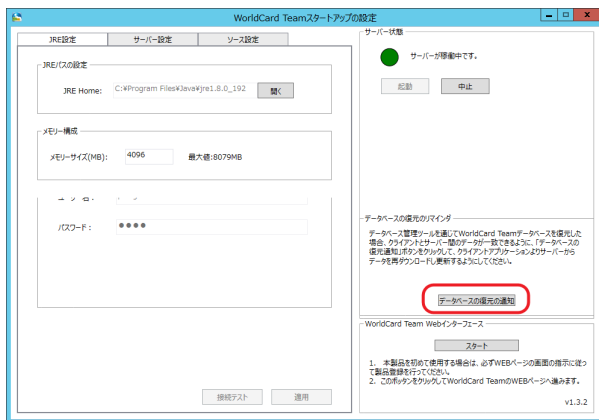 WorldCard Teamスタートアップの設定
JRE設定
サーバー設定
ソース設定
JREパスの設定
JRE Home:
C:¥Program Files¥Java¥jre1.8.0_192
開く
メモリー構成
メモリーサイズ(MB):
4096
最大値:8079MB
パスワード:
接続テスト
適用
サーバー状態
サーバーが稼働中です。
起動
中止
データベースの復元のリマインダ
データベース管理ツールを通じてWorldCard Teamデータベースを復元した
場合、クライアントとサーバー間のデータが一致できるように、「データベースの
復元通知」ボタンをクリックして、クライアントアプリケーションよりサーバーから
データを再ダウンロードし更新するようにしてください。
データベースの復元の通知
WorldCard Team Webインターフェース
スタート
1. 本製品を初めて使用する場合は、必ずWEBページの画面の指示に従っ
て製品登録を行ってください。
2. このボタンをクリックしてWorldCard TeamのWEBページへ進みます。
v1.3.2